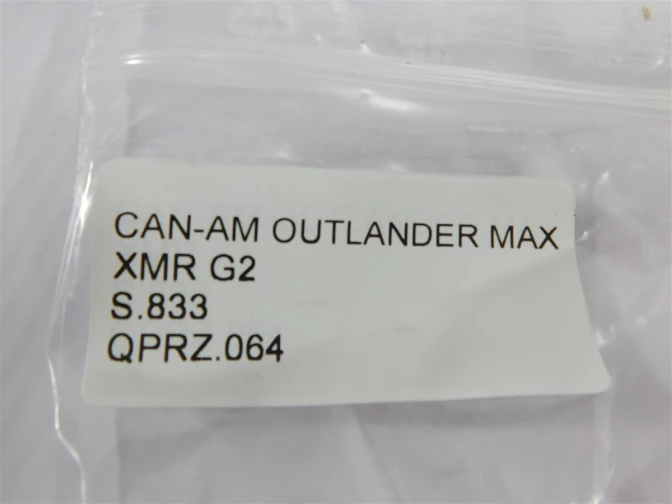 CAN-AM OUTLANDER MAX
XMR G2
S.833
QPRZ.064